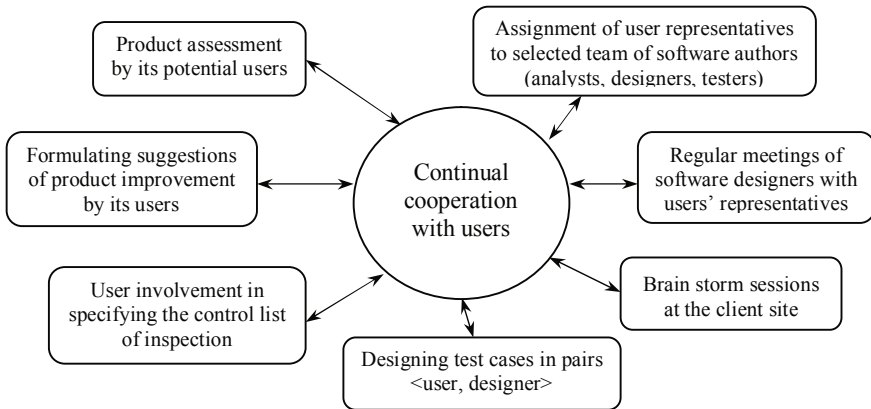 Product assessment
by its potential users
Assignment of user representatives
to selected team of software authors
(analysts, designers, testers)
Formulating suggestions
of product improvement
by its users
Continual
cooperation
with users
Regular meetings of
software designers with
users’ representatives
User involvement in
specifying the control list
of inspection
Brain storm sessions
at the client site
Designing test cases in pairs
<user, designer>